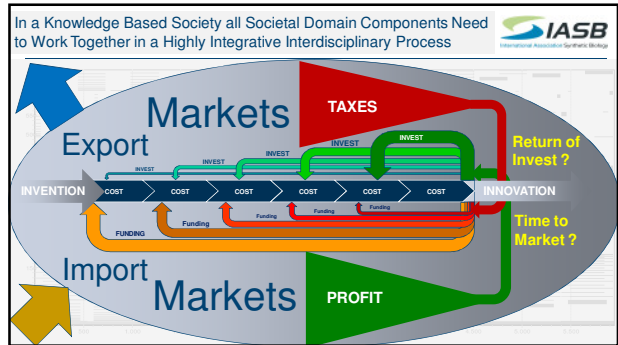 In a Knowledge Based Society all Societal Domain Components Need
to Work Together in a Highly Integrative Interdisciplinary Process
IASB
International Association Synthetic Biology
Markets
TAXES
Export
INVEST
INVEST
INVEST
INVEST
INVEST
Return of
Invest ?
INVENTION
COST
COST
COST
COST
COST
COST
INNOVATION
FUNDING
Funding
Funding
Funding
Funding
Time to
Market ?
Import
Markets
PROFIT